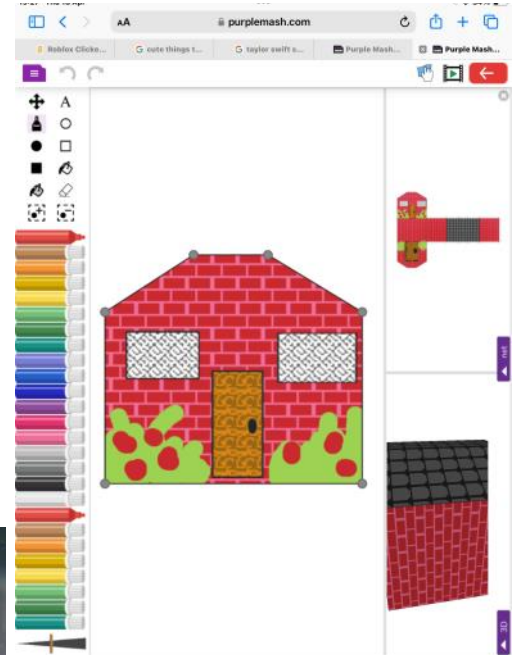 AA purplemash.com
Roblox Clicke... G cute things t... G taylor swift s... Purple Mash... Purple Mash...
A
net
3D